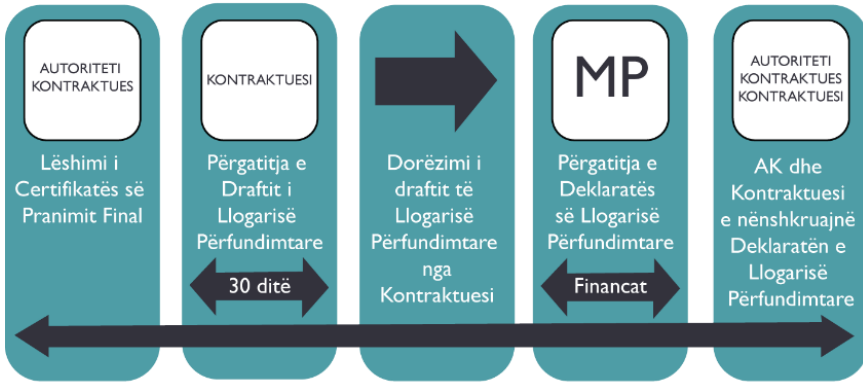 AUTORITETI
KONTRAKTUES
Lëshimi i
Certifikatës së
Pranimit Final
KONTRAKTUESI
Përgatitja e
Draftit i
Llogarisë
Përfundimtare
30 ditë
Dorëzimi i
draftit të
Llogarisë
Përfundimtare
nga
Kontraktuesi
MP
Përgatitja e
Deklaratës
së Llogarisë
Përfundimtare
Financat
AUTORITETI
KONTRAKTUES
KONTRAKTUESI
AK dhe
Kontraktuesi
e nënshkruajnë
Deklaratën e
Llogarisë
Përfundimtare